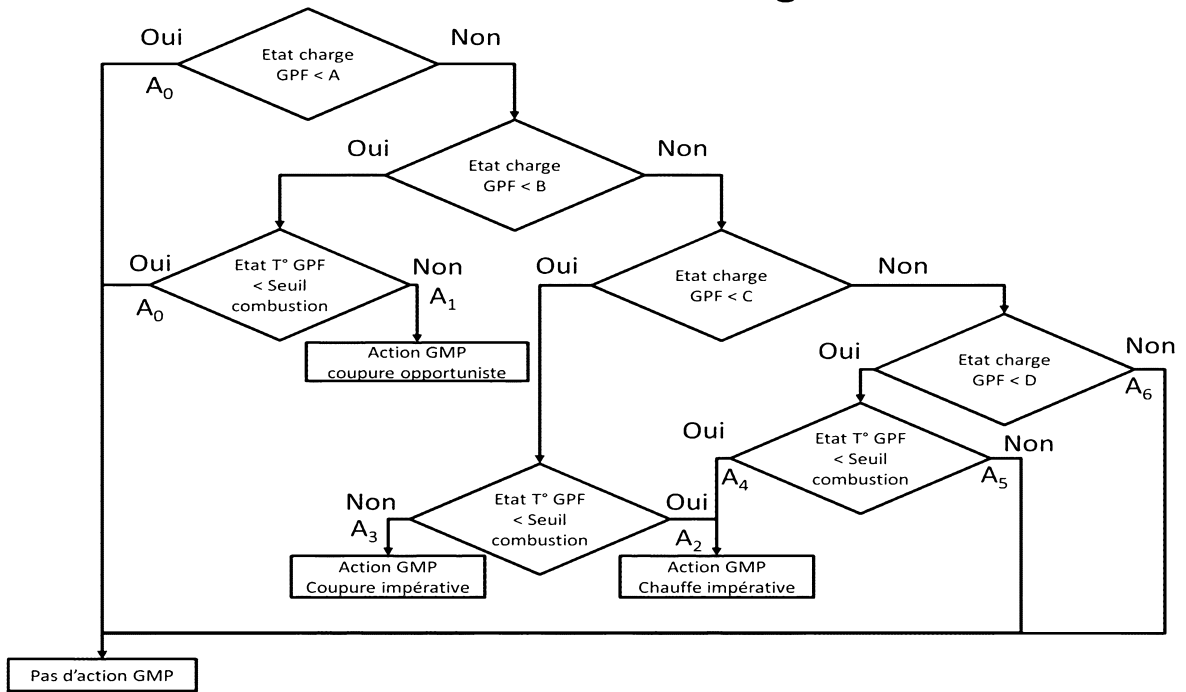 Oui
Non
Etat charge
GPF < A
A₀
Oui
Non
Etat charge
GPF < B
Oui
Non
Etat T° GPF
< Seuil
combustion
A₀
A₁
Oui
Non
Etat charge
GPF < C
Action GMP
coupure opportuniste
Oui
Non
Etat charge
GPF < D
A₆
Oui
Non
Etat T° GPF
< Seuil
combustion
A₄
A₅
Non
Oui
Etat T° GPF
< Seuil
combustion
A₃
A₂
Action GMP
Coupure impérative
Action GMP
Chauffe impérative
Pas d’action GMP